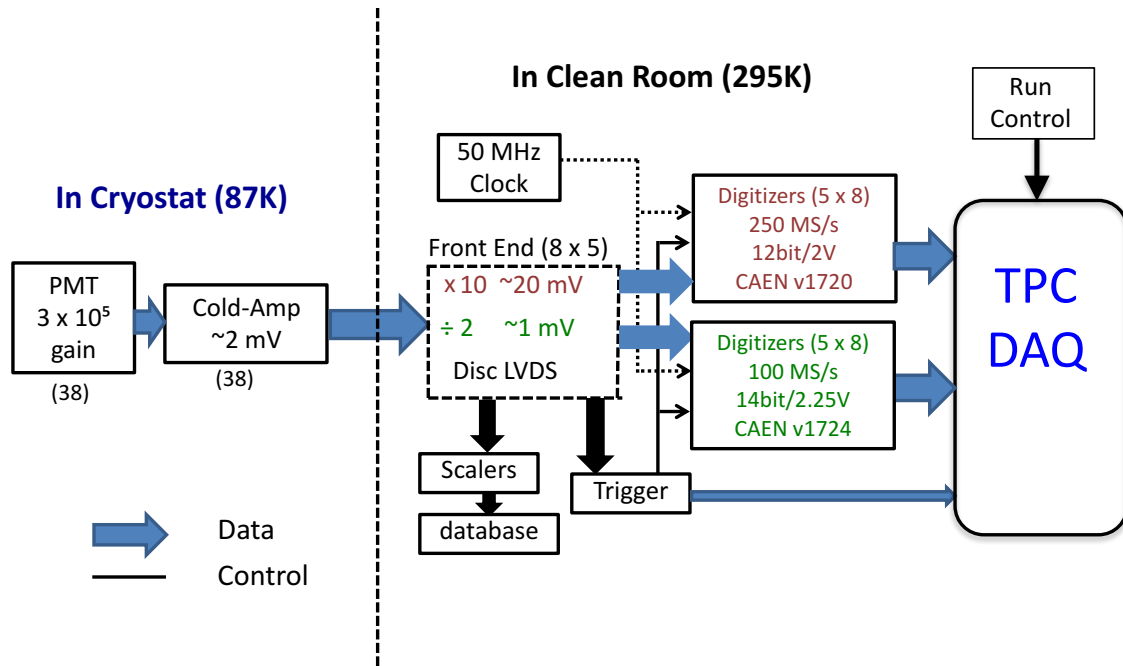 In Clean Room (295K)
Run
Control
50 MHz
Clock
In Cryostat (87K)
Digitizers (5 x 8)
250 MS/s
12bit/2V
CAEN v1720
Front End (8 x 5)
x 10 ~20 mV
÷ 2 ~1 mV
Disc LVDS
PMT
3 x 10⁵
gain
(38)
Cold-Amp
~2 mV
(38)
TPC
DAQ
Digitizers (5 x 8)
100 MS/s
14bit/2.25V
CAEN v1724
Scalers
Trigger
database
Data
Control